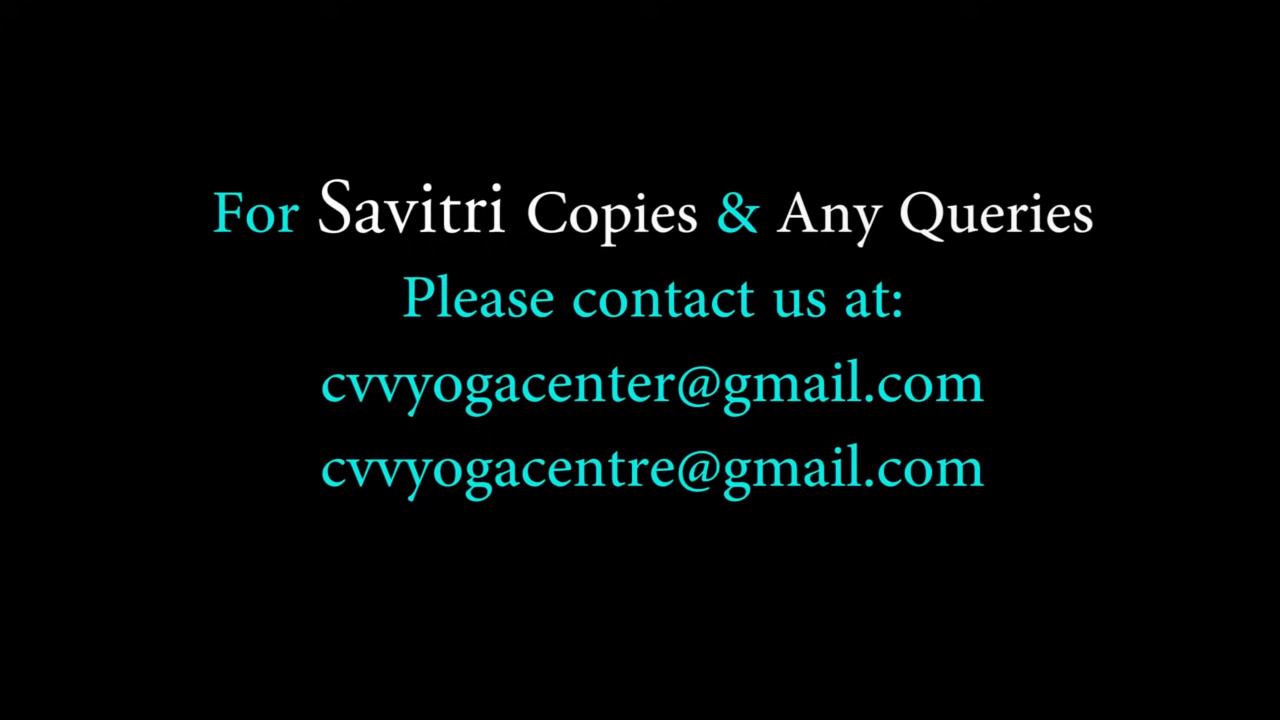 For Savitri Copies & Any Queries
Please contact us at:
cvvyogacenter@gmail.com
cvvyogacentre@gmail.com